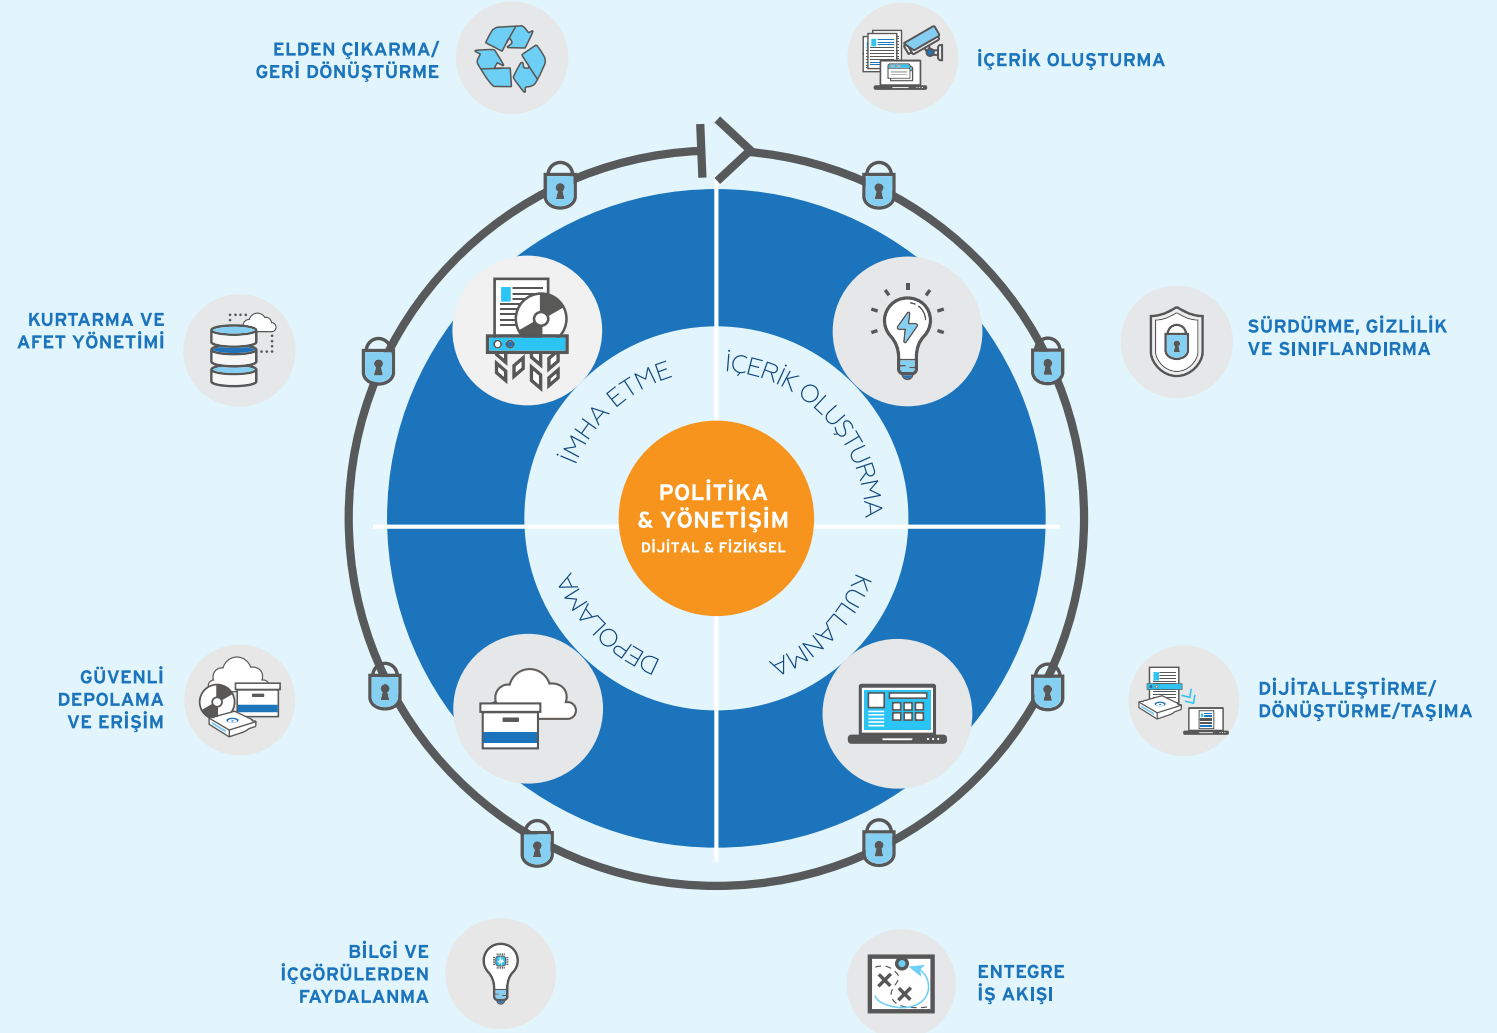 ELDEN ÇIKARMA/
GERİ DÖNÜŞTÜRME
İÇERİK OLUŞTURMA
KURTARMA VE
AFET YÖNETİMİ
SÜRDÜRME, GİZLİLİK
VE SINIFLANDIRMA
İMHA ETME
İÇERİK OLUŞTURMA
POLİTİKA
& YÖNETİŞİM
DİJİTAL & FİZİKSEL
DEPOLAMA
KULLANMA
GÜVENLİ
DEPOLAMA
VE ERİŞİM
DİJİTALLEŞTİRME/
DÖNÜŞTÜRME/TAŞIMA
BİLGİ VE
İÇGÖRÜLERDEN
FAYDALANMA
ENTEGRE
İŞ AKIŞI